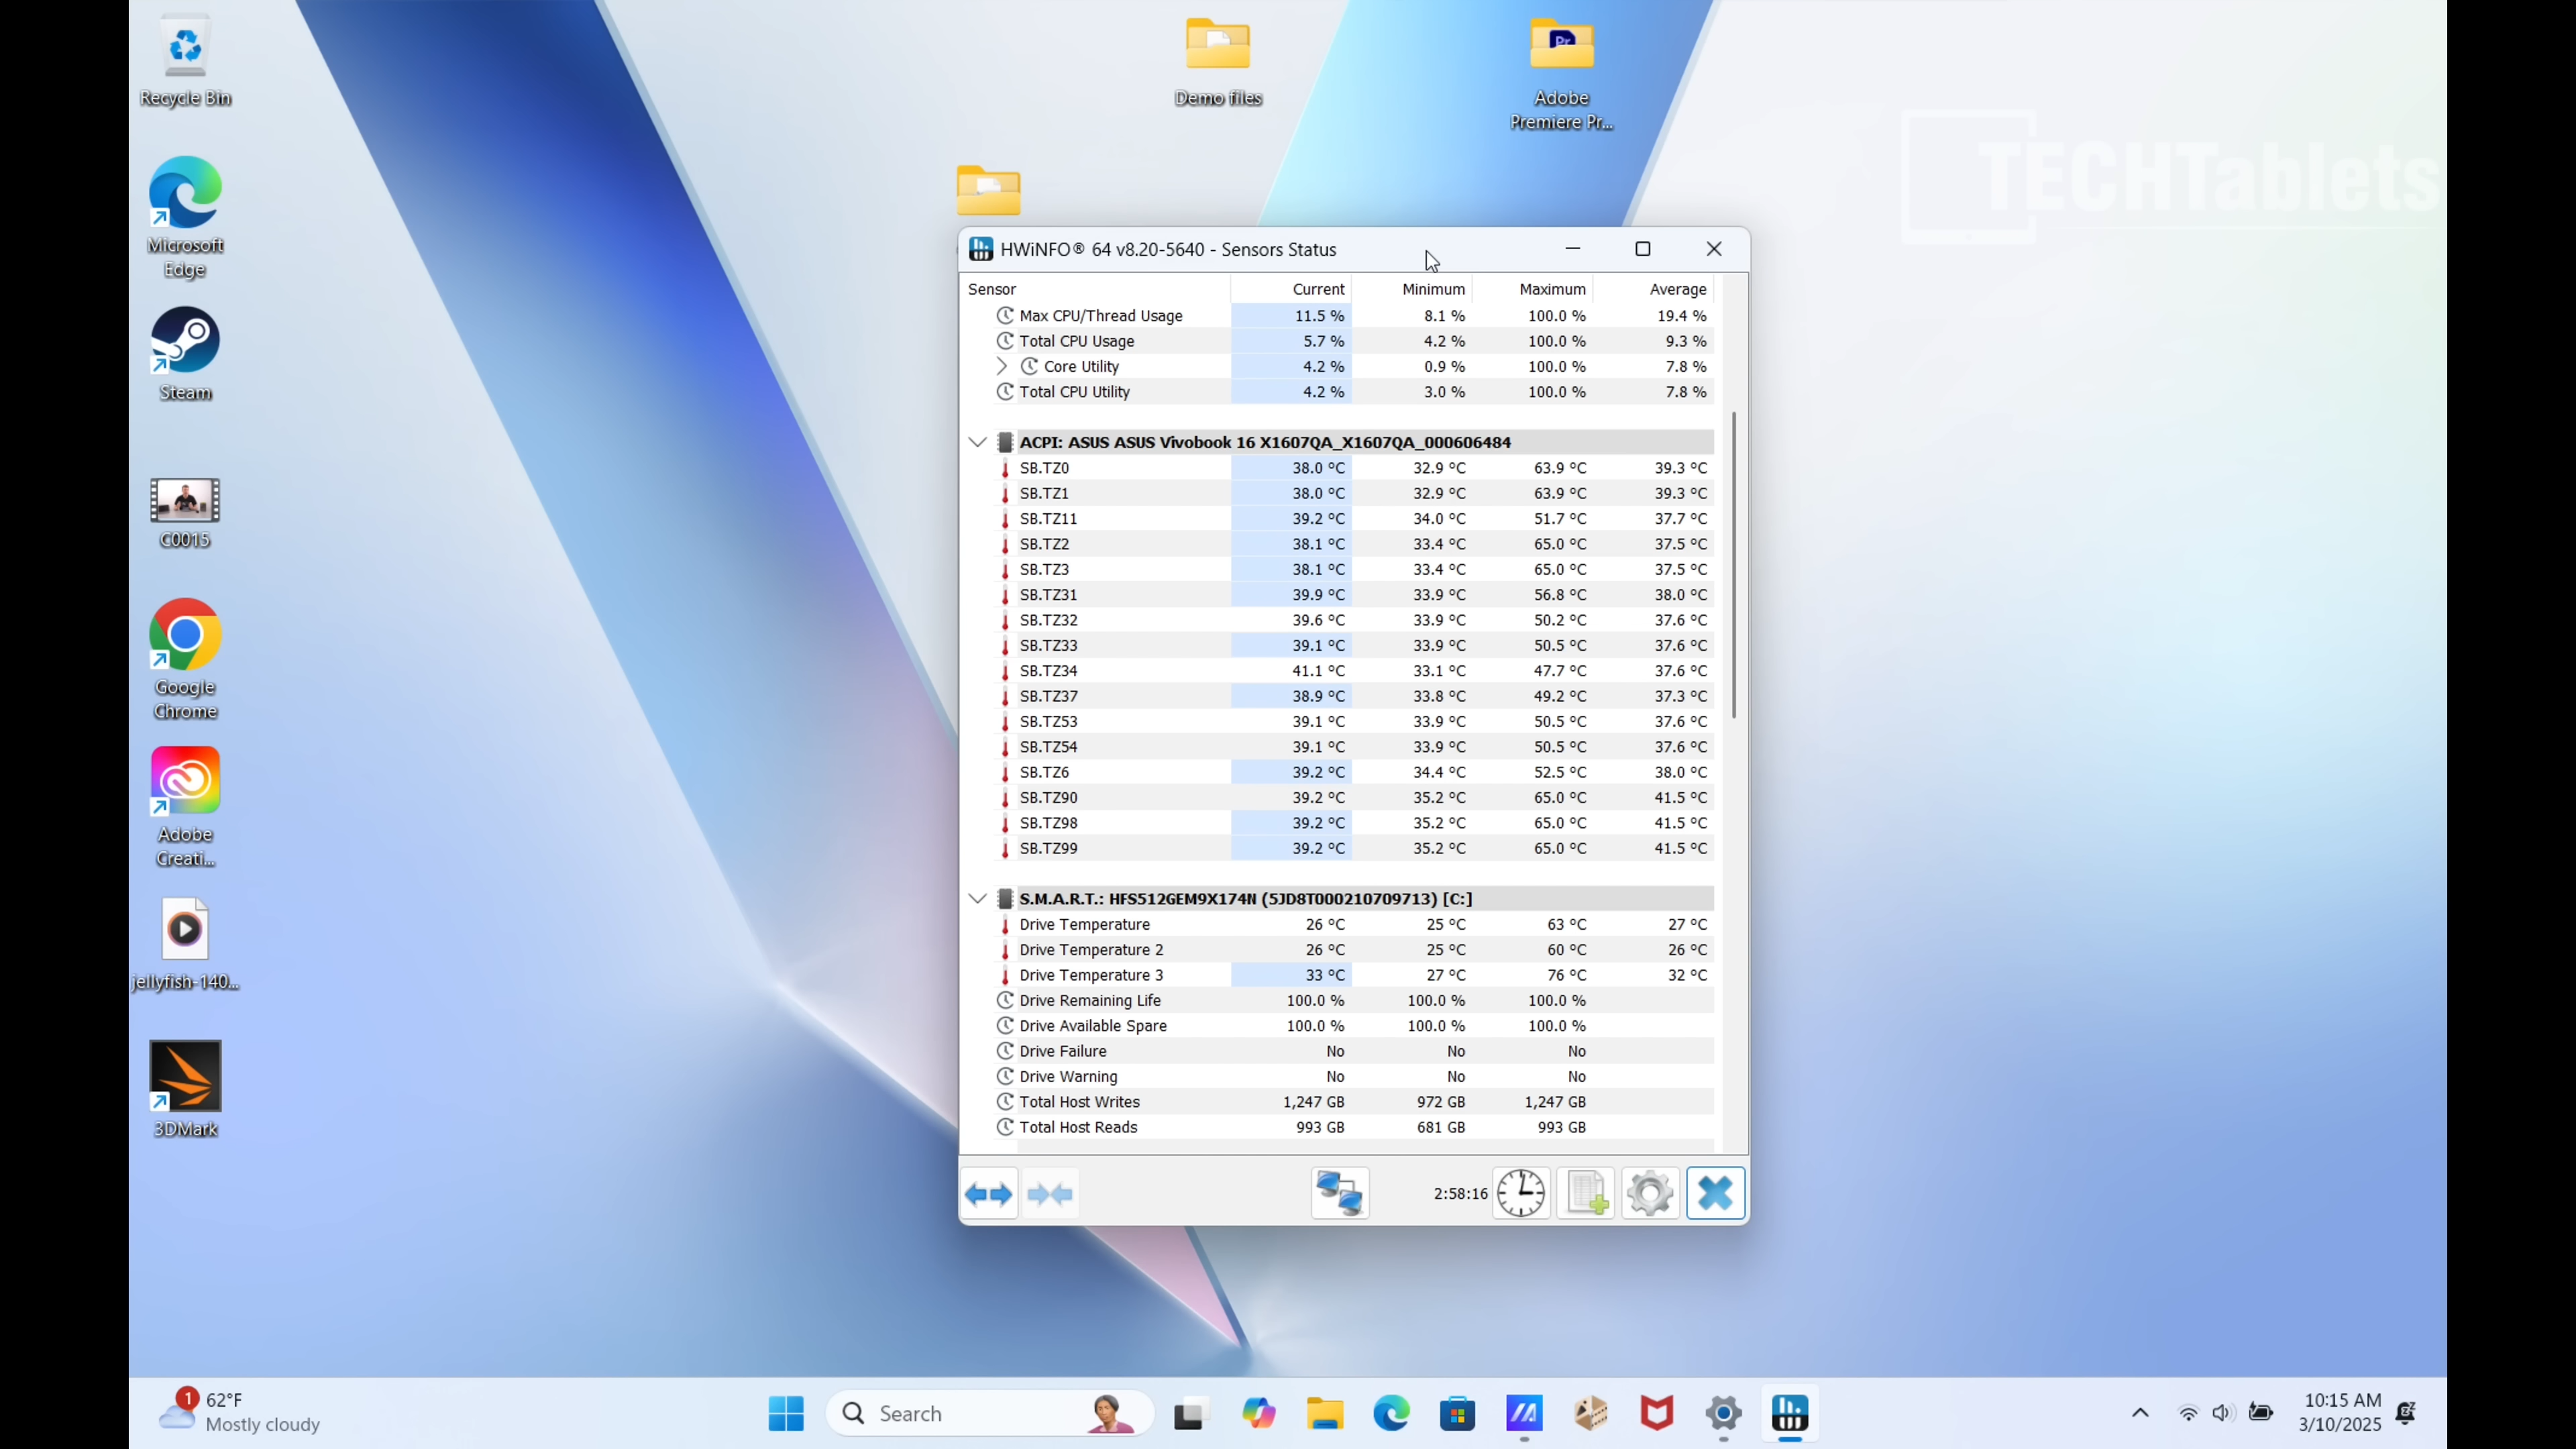 Recycle Bin
Microsoft
Edge
Steam
C0015
Google
Chrome
Adobe
Creati...
jellyfish-140...
3DMark
Demo files
Adobe
Premiere Pr...
Pr
TECHTablets
HWiNFO® 64 v8.20-5640 - Sensors Status
Sensor Current Minimum Maximum Average
Max CPU/Thread Usage 11.5 % 8.1 % 100.0 % 19.4 %
Total CPU Usage 5.7 % 4.2 % 100.0 % 9.3 %
Core Utility 4.2 % 0.9 % 100.0 % 7.8 %
Total CPU Utility 4.2 % 3.0 % 100.0 % 7.8 %
ACPI: ASUS ASUS Vivobook 16 X1607QA_X1607QA_000606484
SB.TZ0 38.0 °C 32.9 °C 63.9 °C 39.3 °C
SB.TZ1 38.0 °C 32.9 °C 63.9 °C 39.3 °C
SB.TZ11 39.2 °C 34.0 °C 51.7 °C 37.7 °C
SB.TZ2 38.1 °C 33.4 °C 65.0 °C 37.5 °C
SB.TZ3 38.1 °C 33.4 °C 65.0 °C 37.5 °C
SB.TZ31 39.9 °C 33.9 °C 56.8 °C 38.0 °C
SB.TZ32 39.6 °C 33.9 °C 50.2 °C 37.6 °C
SB.TZ33 39.1 °C 33.9 °C 50.5 °C 37.6 °C
SB.TZ34 41.1 °C 33.1 °C 47.7 °C 37.6 °C
SB.TZ37 38.9 °C 33.8 °C 49.2 °C 37.3 °C
SB.TZ53 39.1 °C 33.9 °C 50.5 °C 37.6 °C
SB.TZ54 39.1 °C 33.9 °C 50.5 °C 37.6 °C
SB.TZ6 39.2 °C 34.4 °C 52.5 °C 38.0 °C
SB.TZ90 39.2 °C 35.2 °C 65.0 °C 41.5 °C
SB.TZ98 39.2 °C 35.2 °C 65.0 °C 41.5 °C
SB.TZ99 39.2 °C 35.2 °C 65.0 °C 41.5 °C
S.M.A.R.T.: HFS512GEM9X174N (5JD8T000210709713) [C:]
Drive Temperature 26 °C 25 °C 63 °C 27 °C
Drive Temperature 2 26 °C 25 °C 60 °C 26 °C
Drive Temperature 3 33 °C 27 °C 76 °C 32 °C
Drive Remaining Life 100.0 % 100.0 % 100.0 %
Drive Available Spare 100.0 % 100.0 % 100.0 %
Drive Failure No No No
Drive Warning No No No
Total Host Writes 1,247 GB 972 GB 1,247 GB
Total Host Reads 993 GB 681 GB 993 GB
2:58:16
1
62°F
Mostly cloudy
Search
10:15 AM
3/10/2025